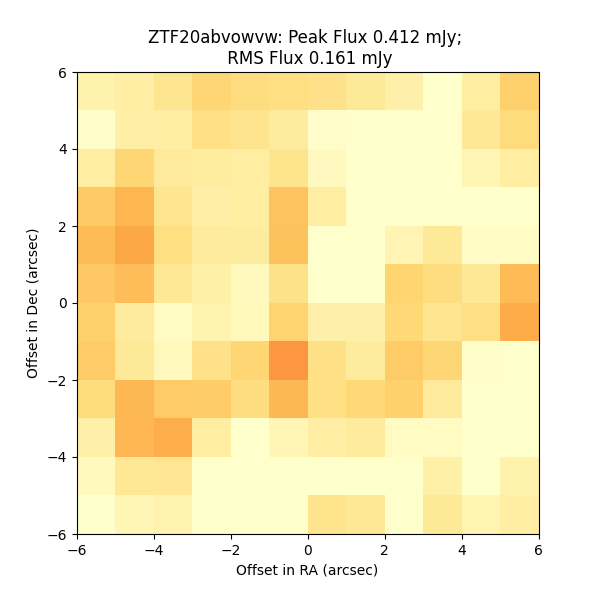 ZTF20abvowvw: Peak Flux 0.412 mJy;
RMS Flux 0.161 mJy
6
4
2
0
−2
−4
−6
Offset in Dec (arcsec)
−6 −4 −2 0 2 4 6
Offset in RA (arcsec)